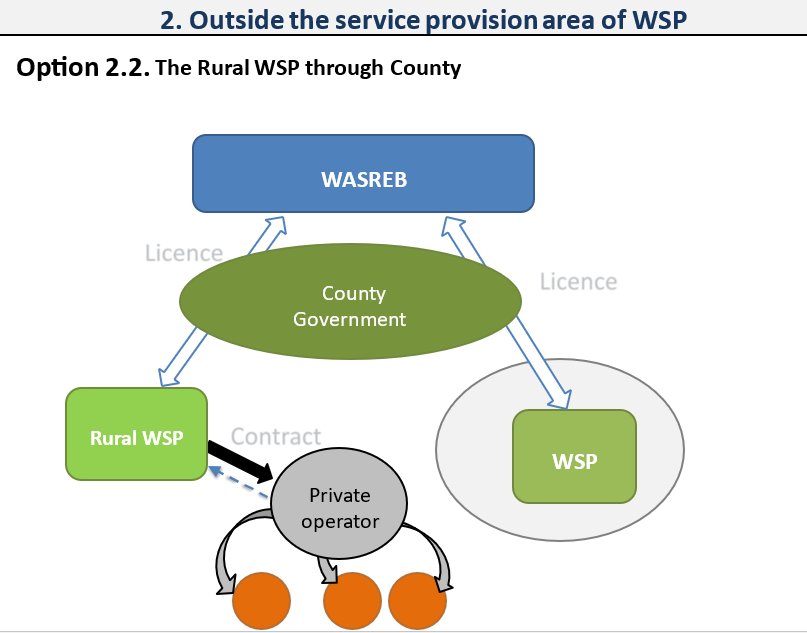 2. Outside the service provision area of WSP
Option 2.2. The Rural WSP through County
WASREB
Licence
County
Government
Licence
Rural WSP
Contract
WSP
Private
operator